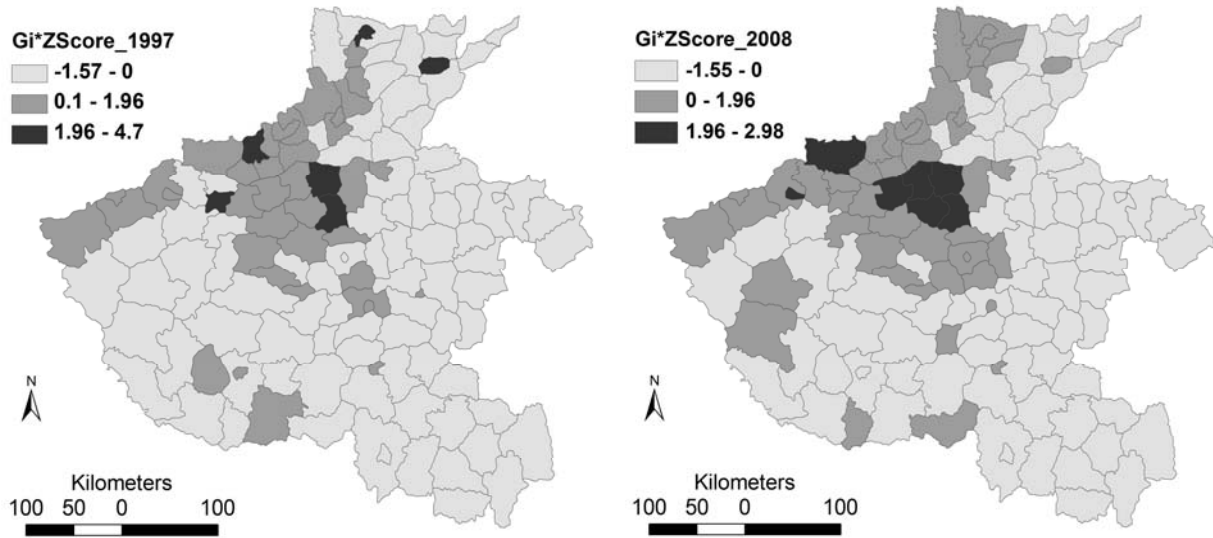 Gi*ZScore_1997
-1.57 - 0
0.1 - 1.96
1.96 - 4.7
N
Kilometers
100 50 0 100
Gi*ZScore_2008
-1.55 - 0
0 - 1.96
1.96 - 2.98
N
Kilometers
100 50 0 100